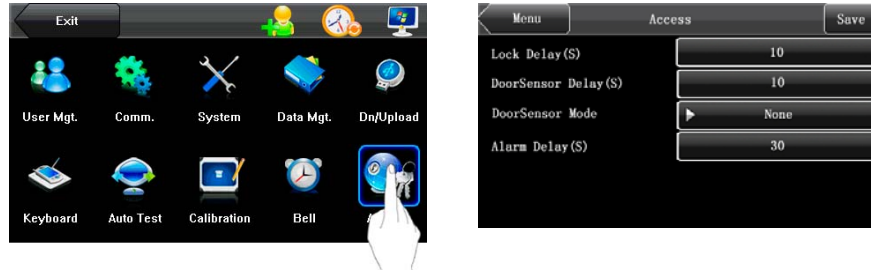 Exit
User Mgt. Comm. System Data Mgt. Dn/Upload
Keyboard Auto Test Calibration Bell
Menu Access Save
Lock Delay(S) 10
DoorSensor Delay(S) 10
DoorSensor Mode None
Alarm Delay(S) 30